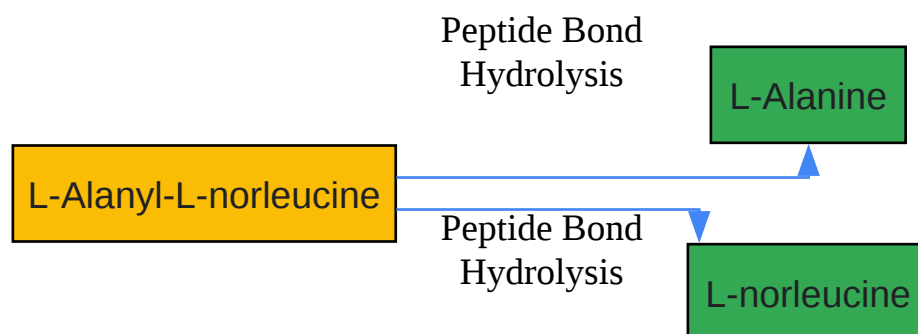 Peptide Bond
Hydrolysis
L-Alanine
L-Alanyl-L-norleucine
Peptide Bond
Hydrolysis
L-norleucine